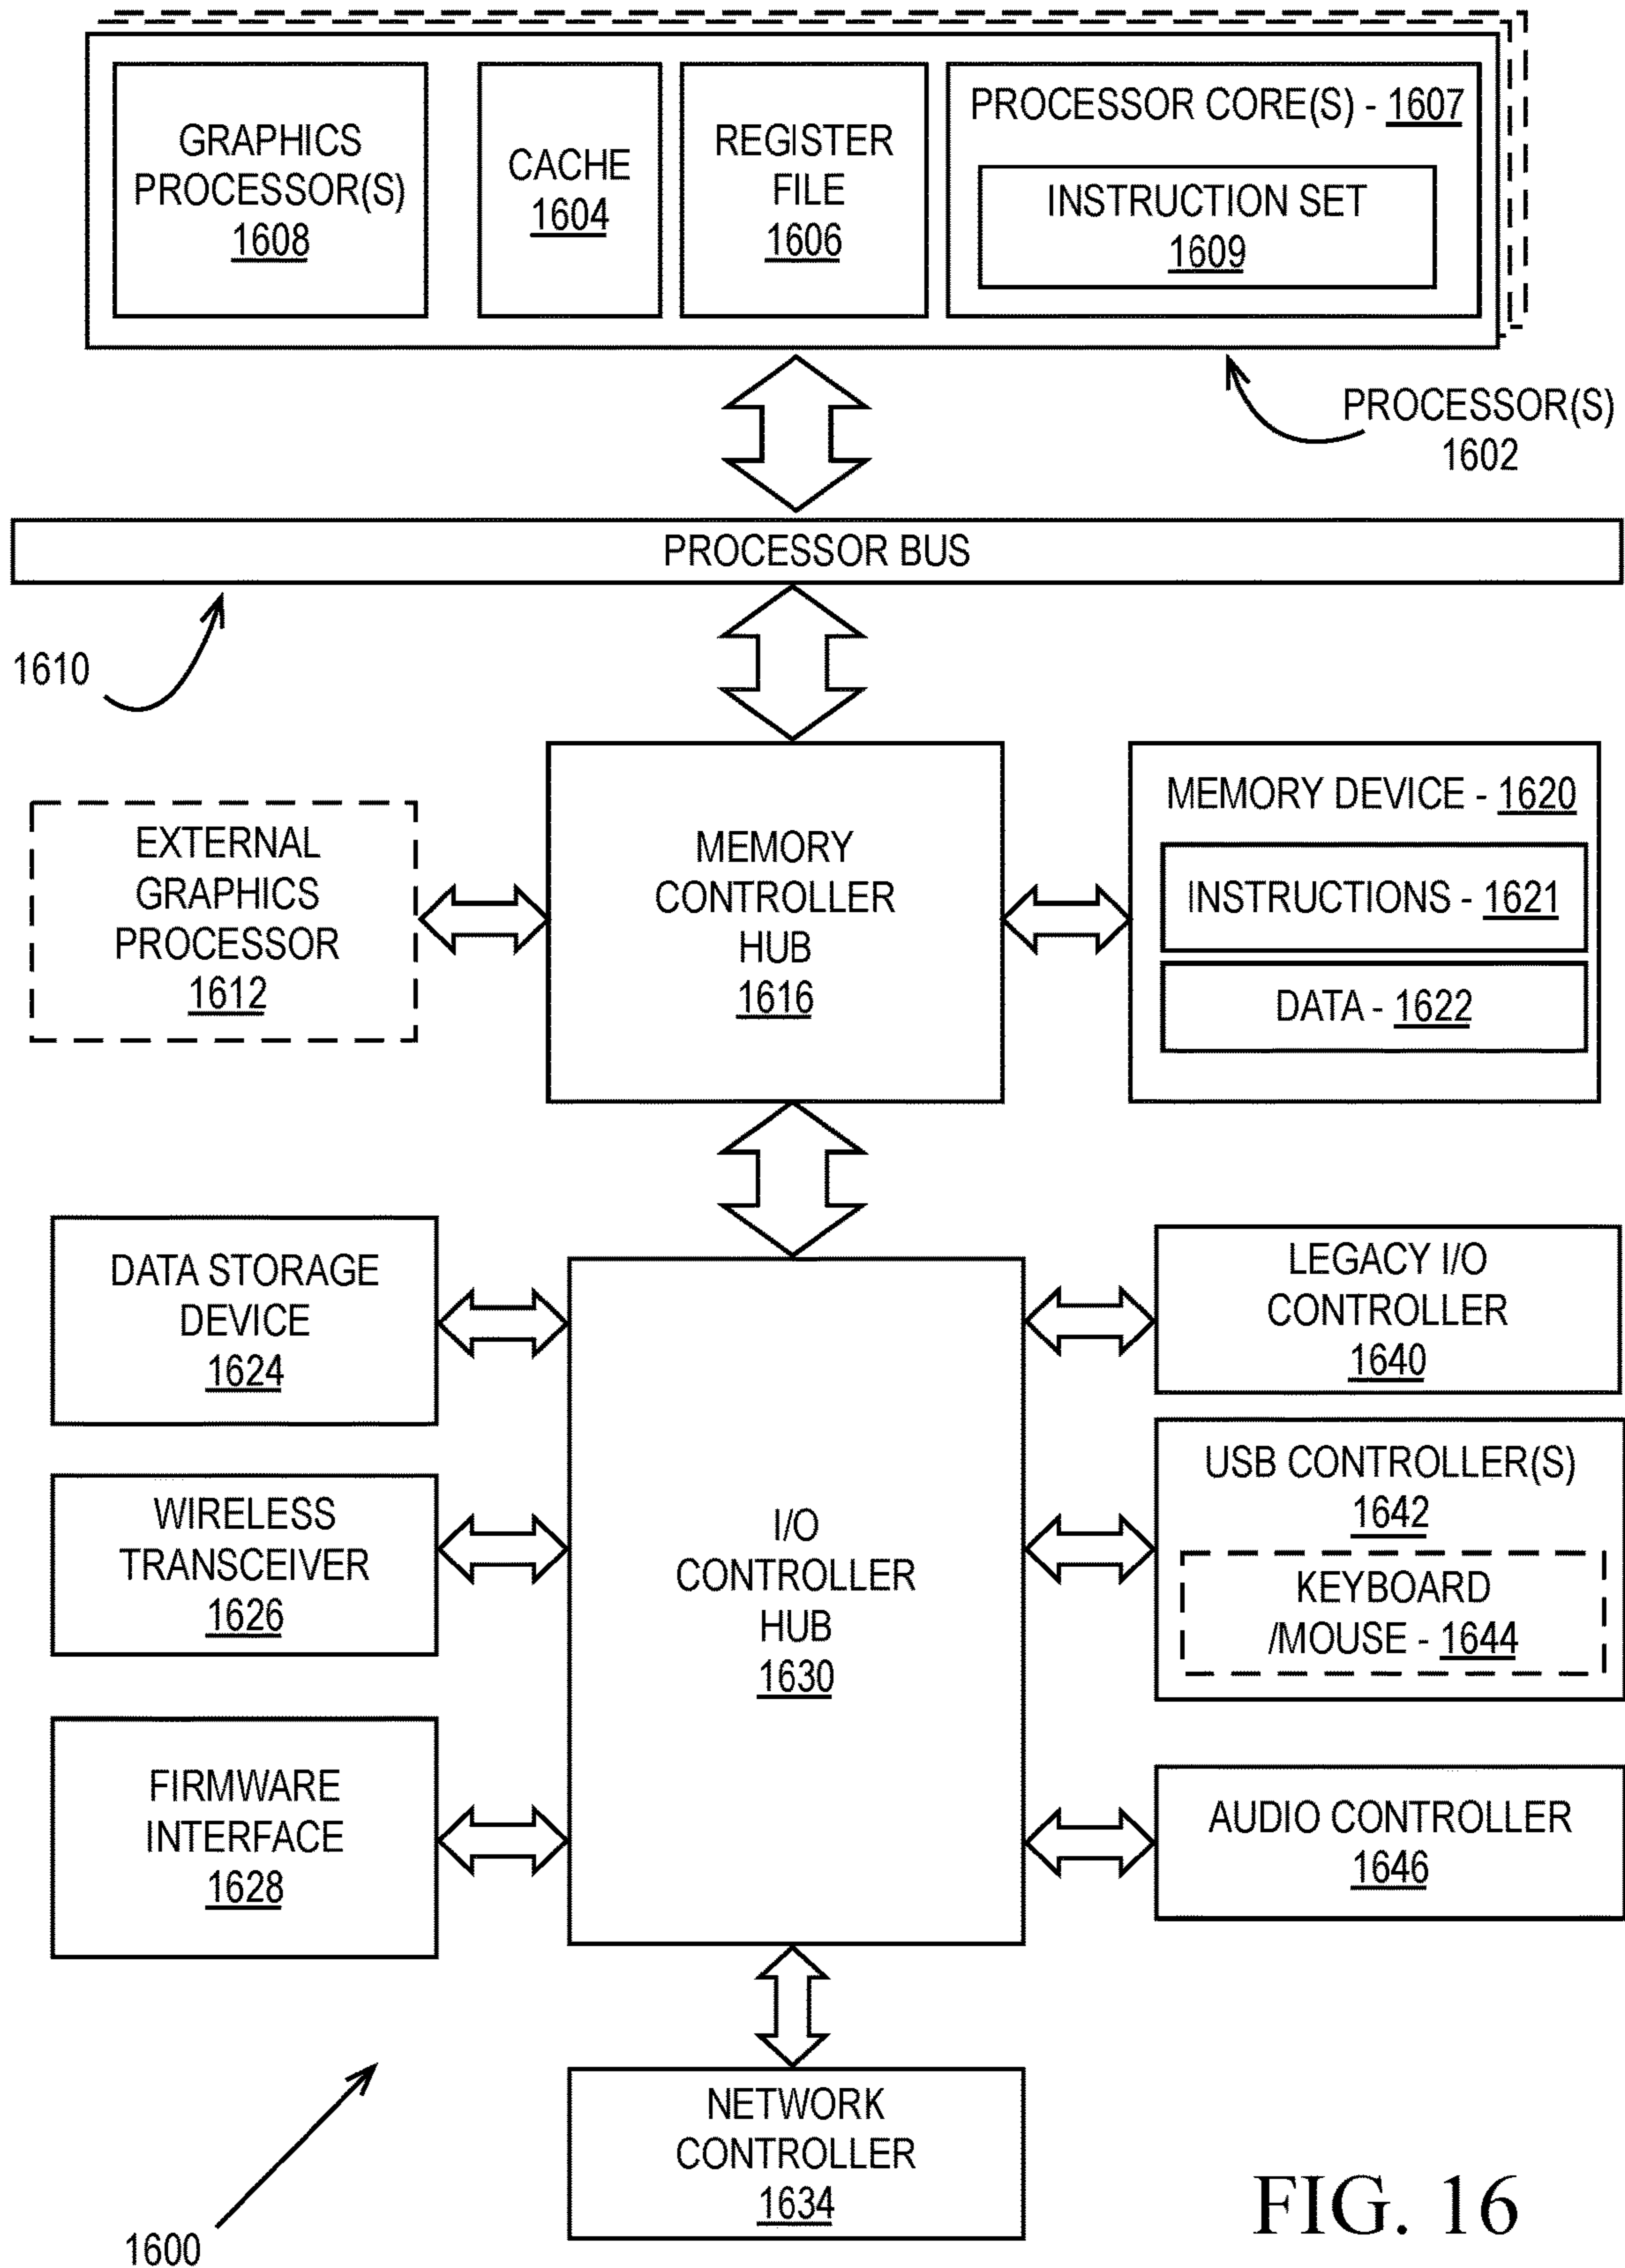 GRAPHICS
PROCESSOR(S)
1608
CACHE
1604
REGISTER
FILE
1606
PROCESSOR CORE(S) - 1607
INSTRUCTION SET
1609
PROCESSOR(S)
1602
PROCESSOR BUS
1610
EXTERNAL
GRAPHICS
PROCESSOR
1612
MEMORY
CONTROLLER
HUB
1616
MEMORY DEVICE - 1620
INSTRUCTIONS - 1621
DATA - 1622
DATA STORAGE
DEVICE
1624
WIRELESS
TRANSCEIVER
1626
FIRMWARE
INTERFACE
1628
I/O
CONTROLLER
HUB
1630
LEGACY I/O
CONTROLLER
1640
USB CONTROLLER(S)
1642
KEYBOARD
/MOUSE - 1644
AUDIO CONTROLLER
1646
NETWORK
CONTROLLER
1634
1600
FIG. 16